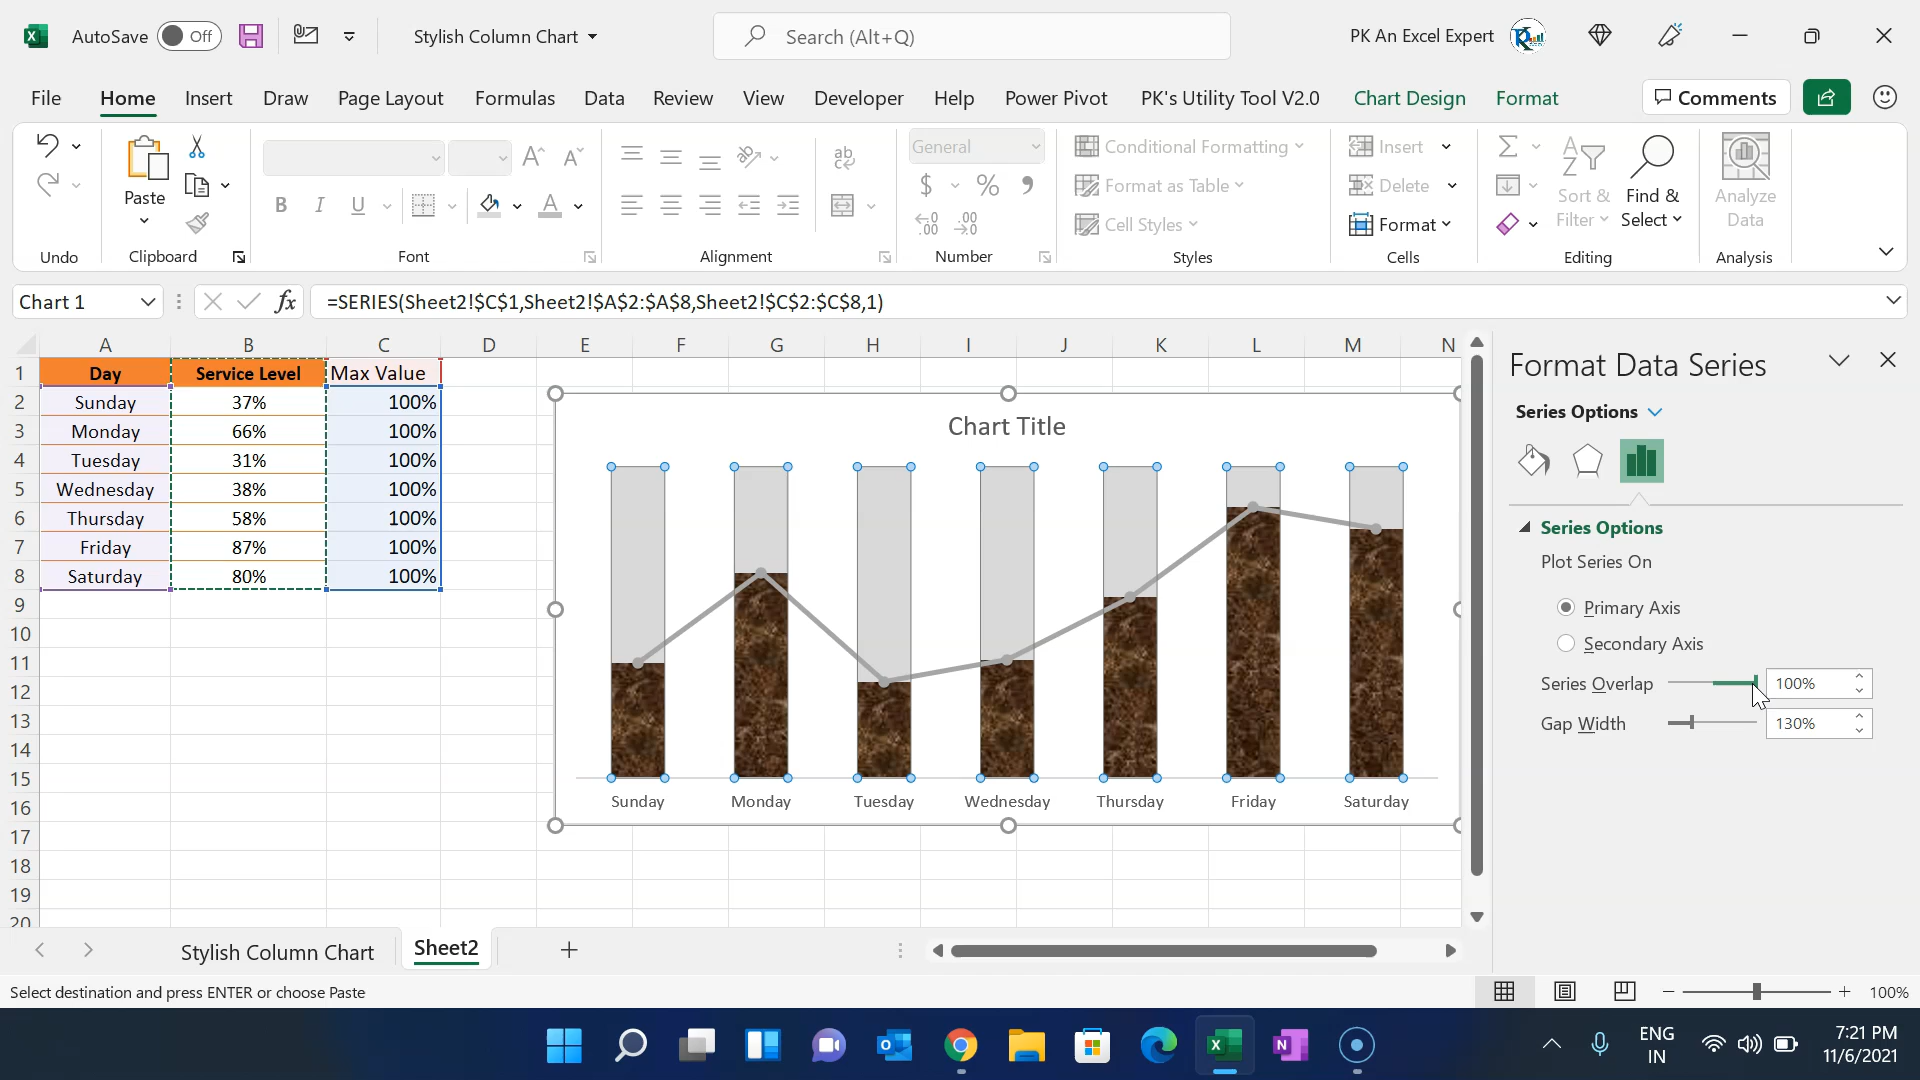 AutoSave Off Stylish Column Chart Search (Alt+Q) PK An Excel Expert
File Home Insert Draw Page Layout Formulas Data Review View Developer Help Power Pivot PK's Utility Tool V2.0 Chart Design Format Comments
Paste
General
Conditional Formatting
Format as Table
Cell Styles
Insert
Delete
Format
Sort & Filter
Find & Select
Analyze Data
Undo Clipboard Font Alignment Number Styles Cells Editing Analysis
Chart 1 fx =SERIES(Sheet2!$C$1,Sheet2!$A$2:$A$8,Sheet2!$C$2:$C$8,1)
A B C D E F G H I J K L M N
1 Day Service Level Max Value
2 Sunday 37% 100%
3 Monday 66% 100%
4 Tuesday 31% 100%
5 Wednesday 38% 100%
6 Thursday 58% 100%
7 Friday 87% 100%
8 Saturday 80% 100%
9
10
11
12
13
14
15
16
17
18
19
20
Chart Title
Sunday Monday Tuesday Wednesday Thursday Friday Saturday
Format Data Series
Series Options
Series Options
Plot Series On
Primary Axis
Secondary Axis
Series Overlap 100%
Gap Width 130%
Stylish Column Chart Sheet2
Select destination and press ENTER or choose Paste
100%
ENG
IN
7:21 PM
11/6/2021